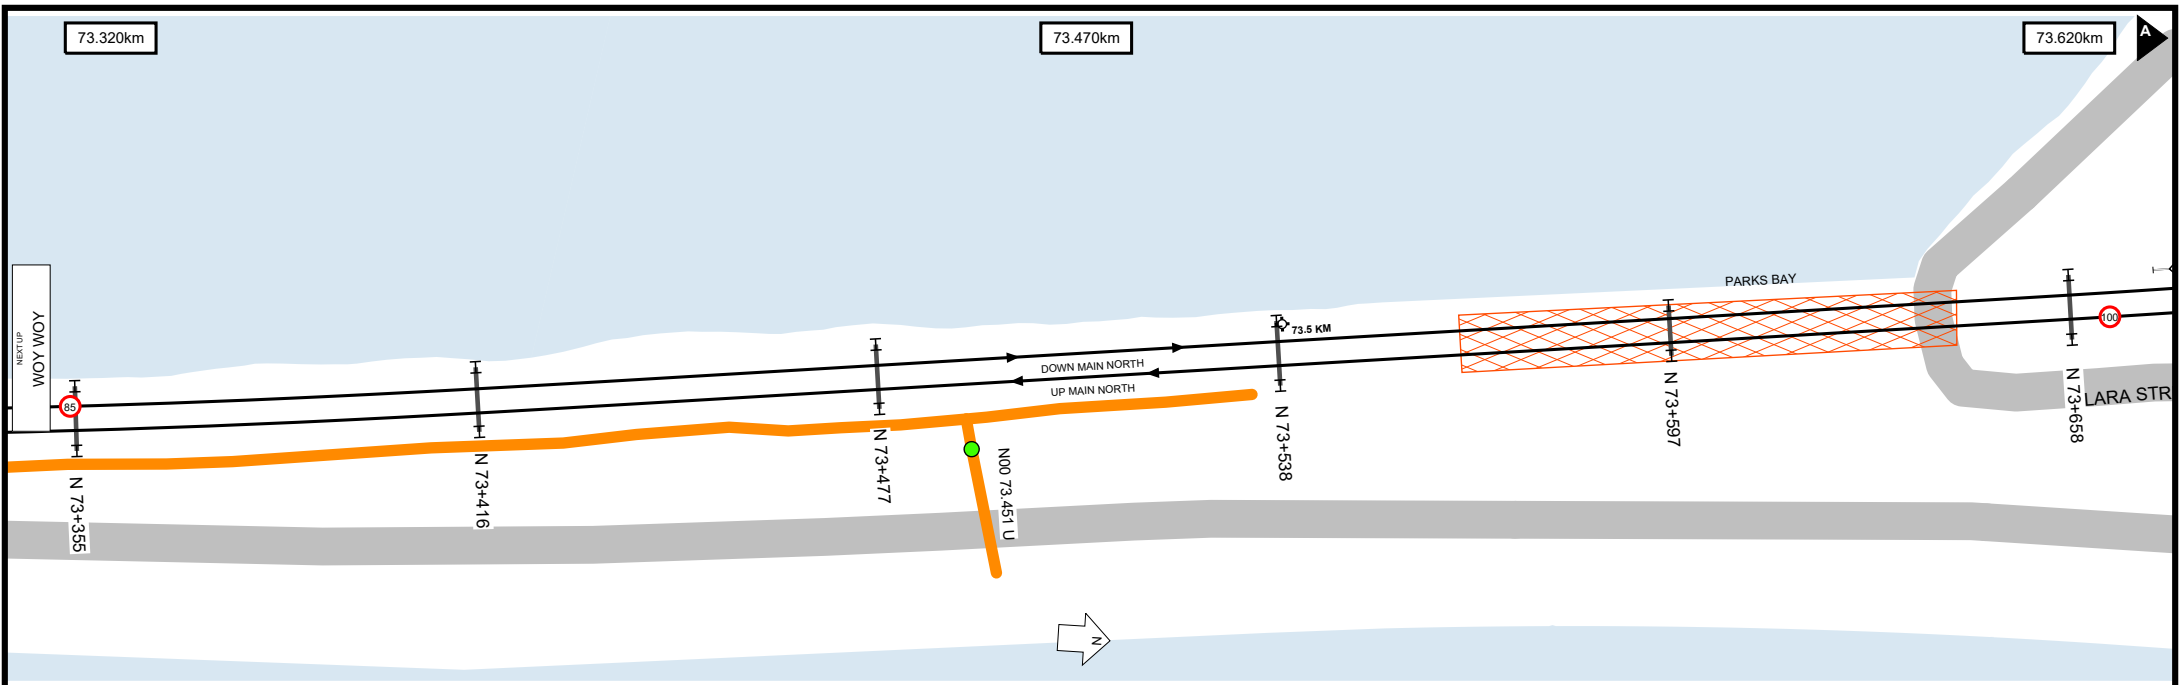 73.320km
73.470km
73.620km
A
NEXT UP
WOY WOY
85
N 73+355
N 73+416
N 73+477
N00 73.451 U
DOWN MAIN NORTH
UP MAIN NORTH
73.5 KM
N 73+538
PARKS BAY
N 73+597
100
N 73+658
LARA STR
N